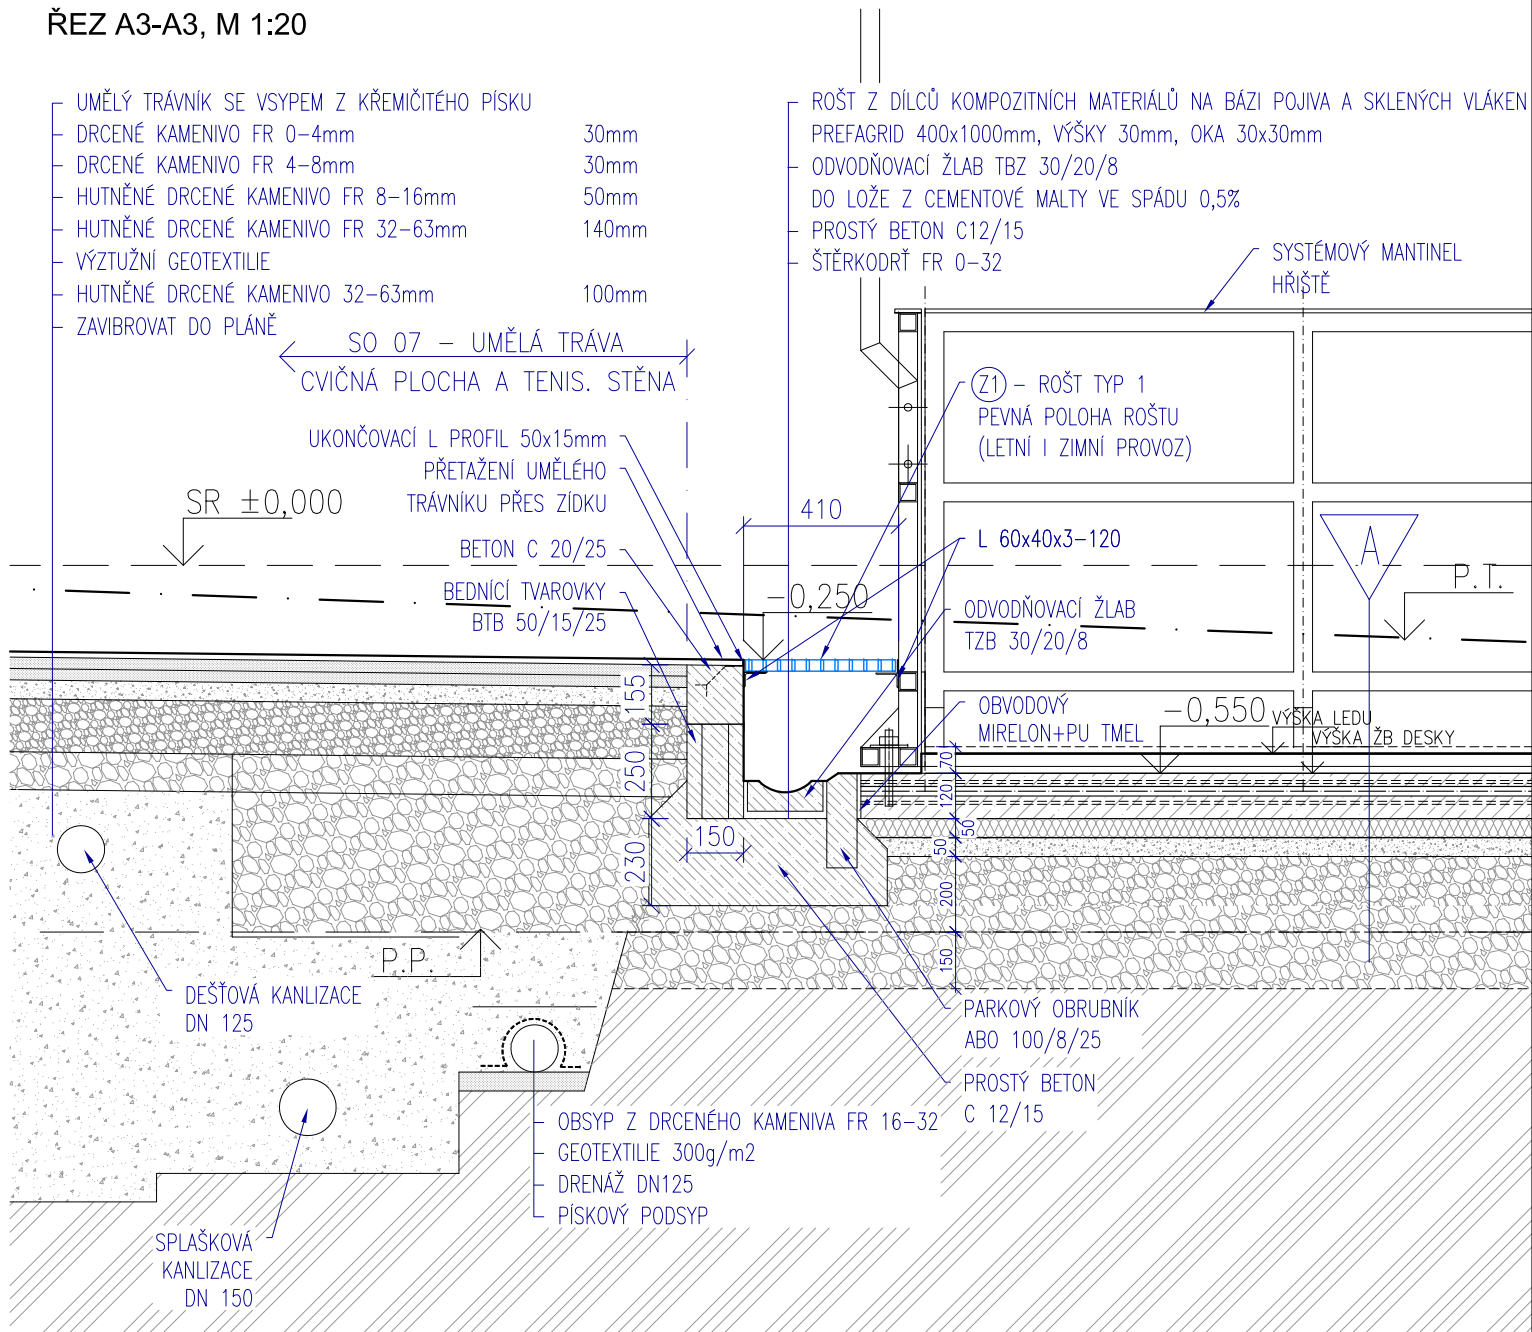 ŘEZ A3-A3, M 1:20
UMĚLÝ TRÁVNÍK SE VSYPEM Z KŘEMIČITÉHO PÍSKU
DRCENÉ KAMENIVO FR 0-4mm 30mm
DRCENÉ KAMENIVO FR 4-8mm 30mm
HUTNĚNÉ DRCENÉ KAMENIVO FR 8-16mm 50mm
HUTNĚNÉ DRCENÉ KAMENIVO FR 32-63mm 140mm
VÝZTUŽNÍ GEOTEXTILIE
HUTNĚNÉ DRCENÉ KAMENIVO 32-63mm 100mm
ZAVIBROVAT DO PLÁNĚ
ROŠT Z DÍLCŮ KOMPOZITNÍCH MATERIÁLŮ NA BÁZI POJIVA A SKLENÝCH VLÁKEN
PREFAGRID 400x1000mm, VÝŠKY 30mm, OKA 30x30mm
ODVODŇOVACÍ ŽLAB TBZ 30/20/8
DO LOŽE Z CEMENTOVÉ MALTY VE SPÁDU 0,5%
PROSTÝ BETON C12/15
ŠTĚRKODRŤ FR 0-32
SYSTÉMOVÝ MANTINEL
HŘIŠTĚ
SO 07 - UMĚLÁ TRÁVA
CVIČNÁ PLOCHA A TENIS. STĚNA
Z1 - ROŠT TYP 1
PEVNÁ POLOHA ROŠTU
(LETNÍ I ZIMNÍ PROVOZ)
UKONČOVACÍ L PROFIL 50x15mm
PŘETAŽENÍ UMĚLÉHO
TRÁVNÍKU PŘES ZÍDKU
SR ±0,000
410
BETON C 20/25
L 60x40x3-120
A
P.T.
BEDNÍCÍ TVAROVKY
BTB 50/15/25
-0,250
ODVODŇOVACÍ ŽLAB
TZB 30/20/8
155
250
230
150
OBVODOVÝ
MIRELON+PU TMEL
-0,550
VÝŠKA LEDU
VÝŠKA ŽB DESKY
70
120
50
50
200
150
P.P.
DEŠŤOVÁ KANLIZACE
DN 125
PARKOVÝ OBRUBNÍK
ABO 100/8/25
PROSTÝ BETON
C 12/15
OBSYP Z DRCENÉHO KAMENIVA FR 16-32
GEOTEXTILIE 300g/m2
DRENÁŽ DN125
PÍSKOVÝ PODSYP
SPLAŠKOVÁ
KANLIZACE
DN 150